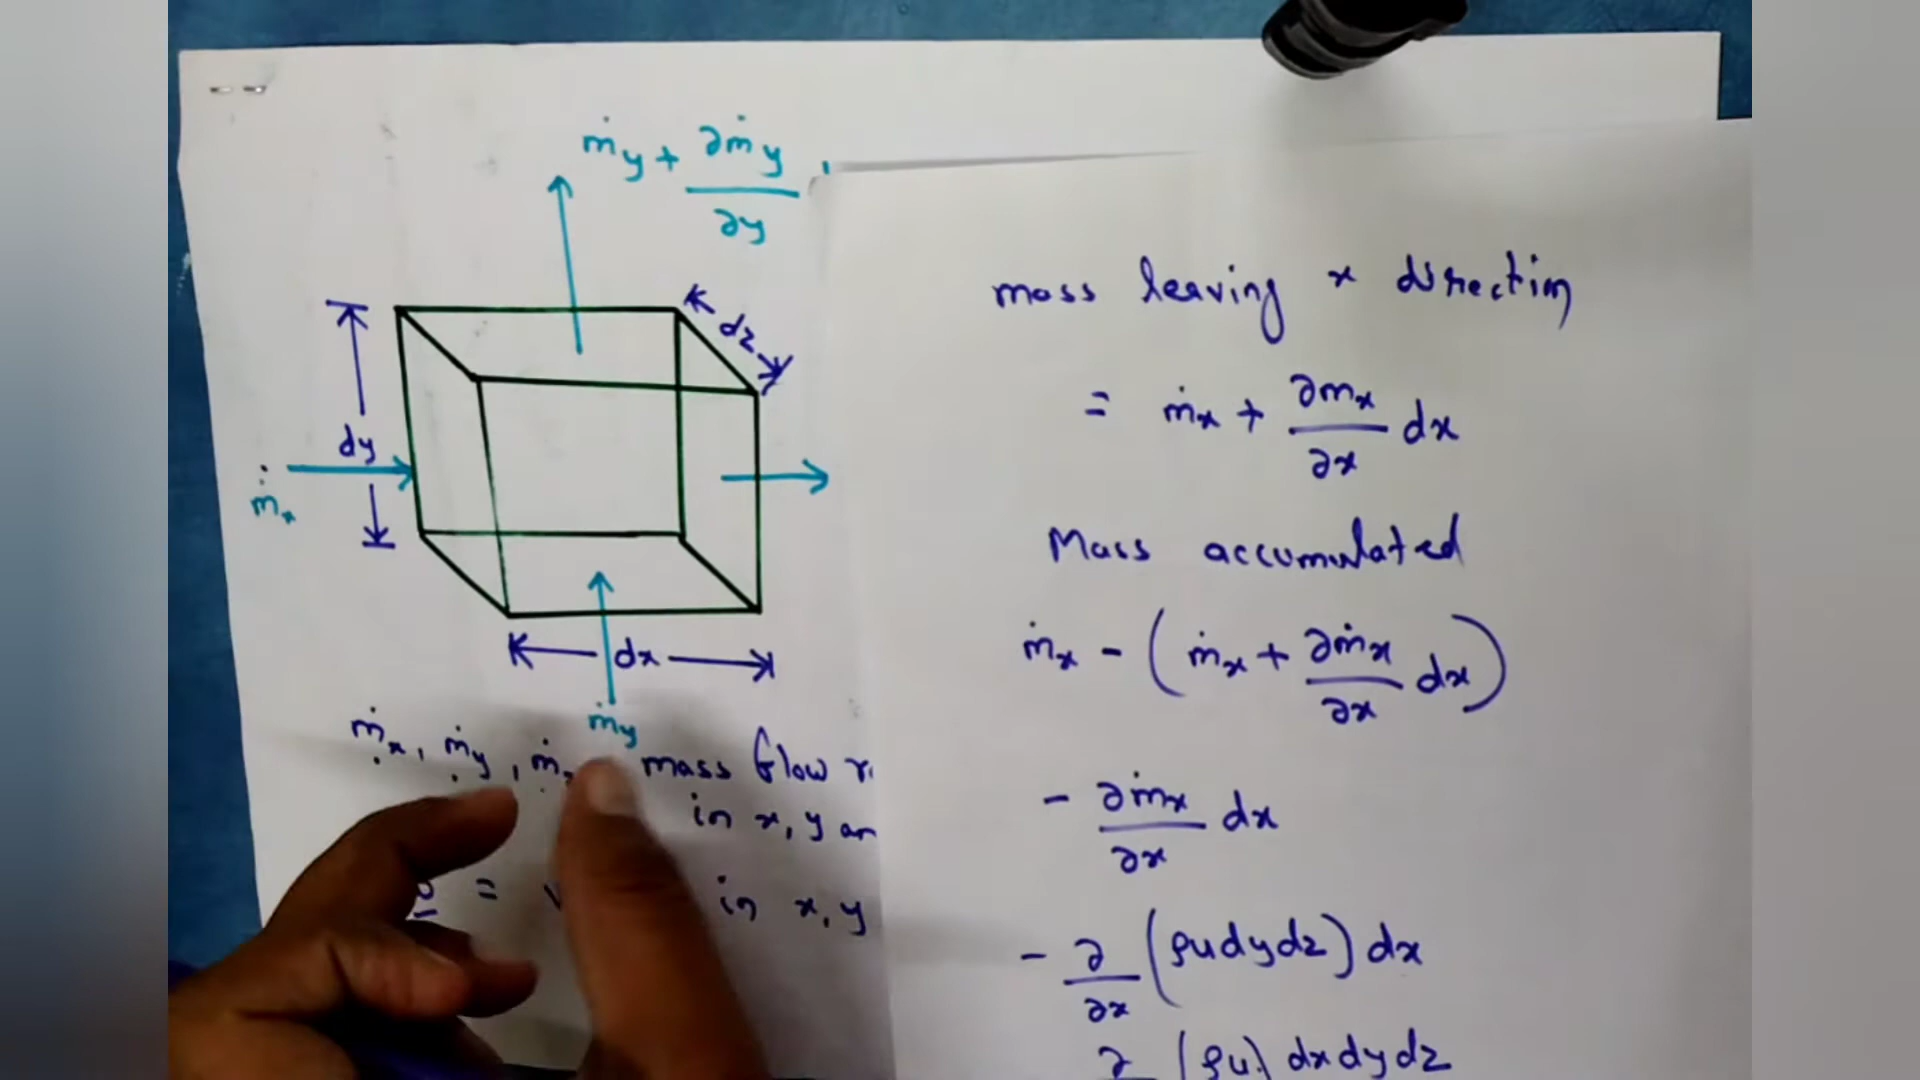 ṁy + ∂ṁy
∂y
dz
dy
ṁx
dx
ṁy
ṁx, ṁy, ṁ mass flow
in x, y
= in x, y
mass leaving x direction
= ṁx + ∂mx/∂x dx
Mass accumulated
ṁx - (ṁx + ∂ṁx/∂x dx)
- ∂ṁx/∂x dx
- ∂/∂x (ρu dy dz) dx
∂ (ρu) dx dy dz